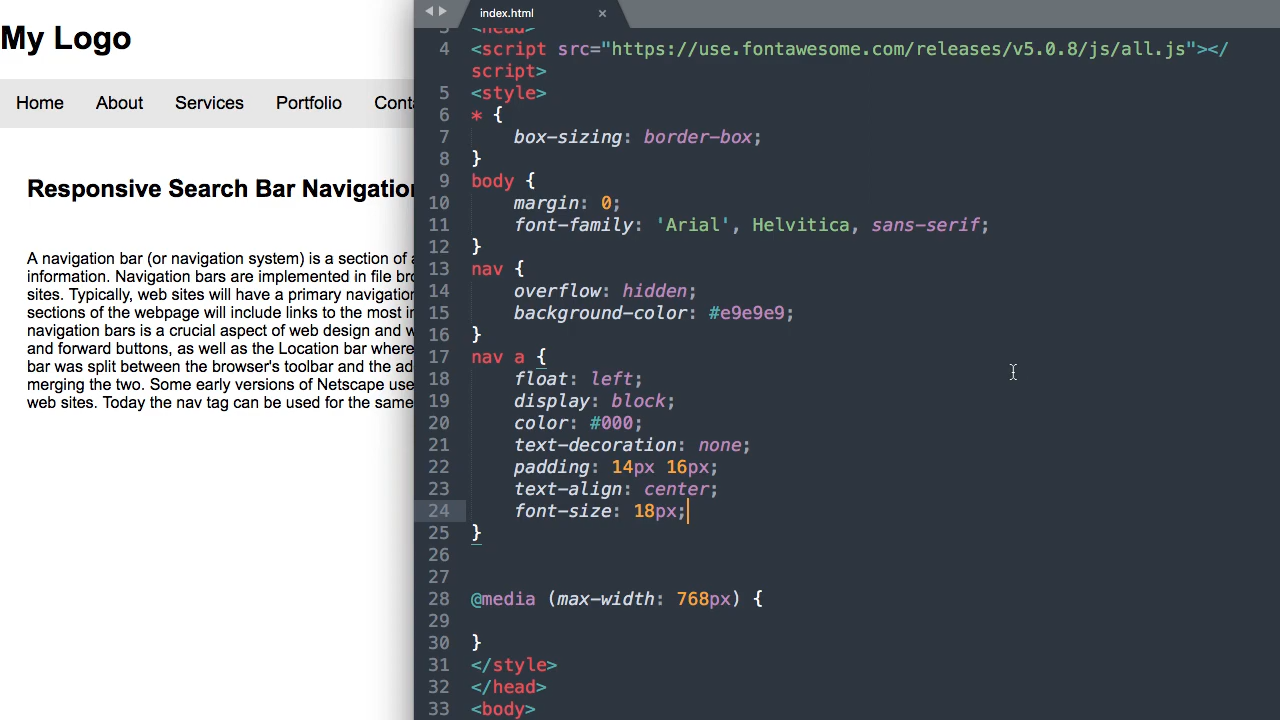 My Logo
Home About Services Portfolio Conta
Responsive Search Bar Navigation
A navigation bar (or navigation system) is a section of a
information. Navigation bars are implemented in file bro
sites. Typically, web sites will have a primary navigation
sections of the webpage will include links to the most in
navigation bars is a crucial aspect of web design and w
and forward buttons, as well as the Location bar where
bar was split between the browser's toolbar and the ad
merging the two. Some early versions of Netscape use
web sites. Today the nav tag can be used for the same
index.html ×
3 <head>
4 <script src="https://use.fontawesome.com/releases/v5.0.8/js/all.js"></
script>
5 <style>
6 * {
7 box-sizing: border-box;
8 }
9 body {
10 margin: 0;
11 font-family: 'Arial', Helvitica, sans-serif;
12 }
13 nav {
14 overflow: hidden;
15 background-color: #e9e9e9;
16 }
17 nav a {
18 float: left;
19 display: block;
20 color: #000;
21 text-decoration: none;
22 padding: 14px 16px;
23 text-align: center;
24 font-size: 18px;
25 }
26
27
28 @media (max-width: 768px) {
29
30 }
31 </style>
32 </head>
33 <body>